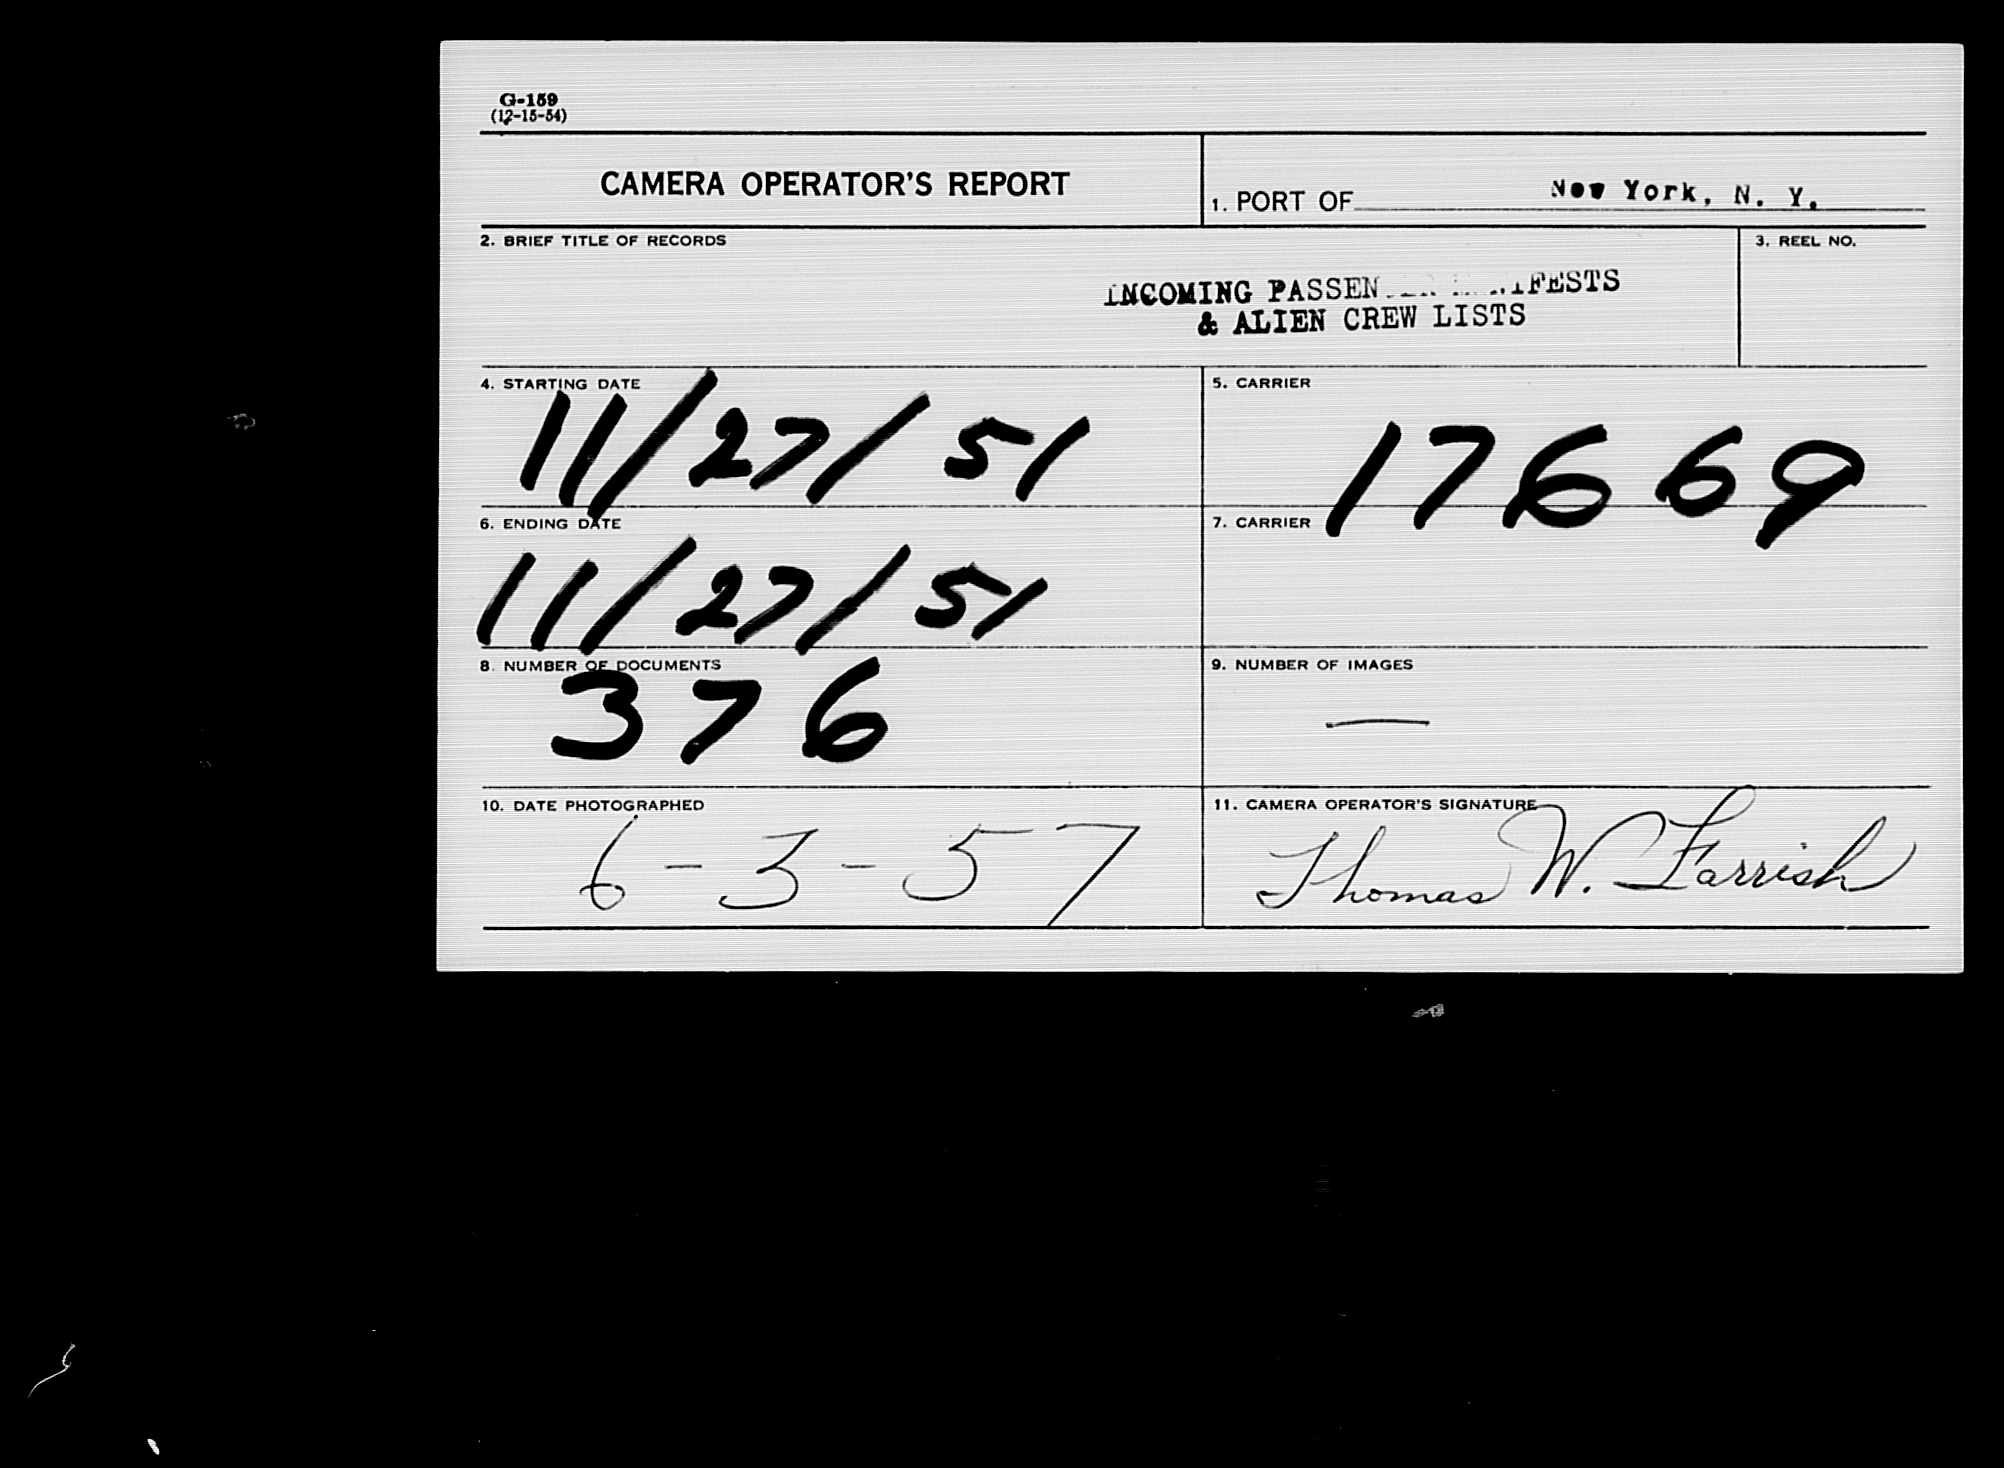 G-159
(12-15-54)
CAMERA OPERATOR'S REPORT
1. PORT OF New York, N. Y.
2. BRIEF TITLE OF RECORDS
3. REEL NO.
INCOMING PASSENGER MANIFESTS
& ALIEN CREW LISTS
4. STARTING DATE
11/27/51
5. CARRIER
17669
6. ENDING DATE
11/27/51
7. CARRIER
8. NUMBER OF DOCUMENTS
376
9. NUMBER OF IMAGES
—
10. DATE PHOTOGRAPHED
6-3-57
11. CAMERA OPERATOR'S SIGNATURE
Thomas W. Farrish